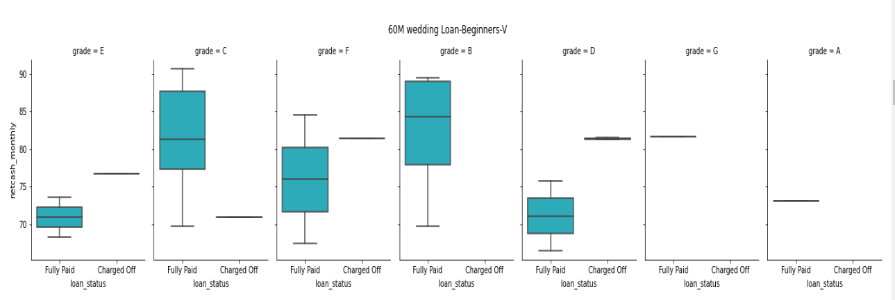 60M wedding Loan-Beginners-V
grade = E
grade = C
grade = F
grade = B
grade = D
grade = G
grade = A
netcash_monthly
90
85
80
75
70
Fully Paid Charged Off
Fully Paid Charged Off
Fully Paid Charged Off
Fully Paid Charged Off
Fully Paid Charged Off
Fully Paid Charged Off
Fully Paid Charged Off
loan_status
loan_status
loan_status
loan_status
loan_status
loan_status
loan_status